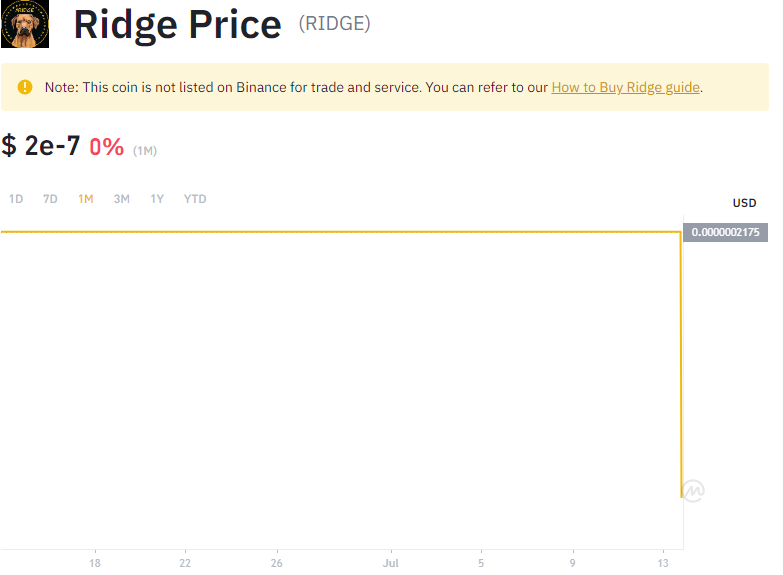 RIDGE
Ridge Price (RIDGE)
Note: This coin is not listed on Binance for trade and service. You can refer to our How to Buy Ridge guide.
$ 2e-7 0% (1M)
1D 7D 1M 3M 1Y YTD
USD
0.0000002175
18 22 26 Jul 5 9 13